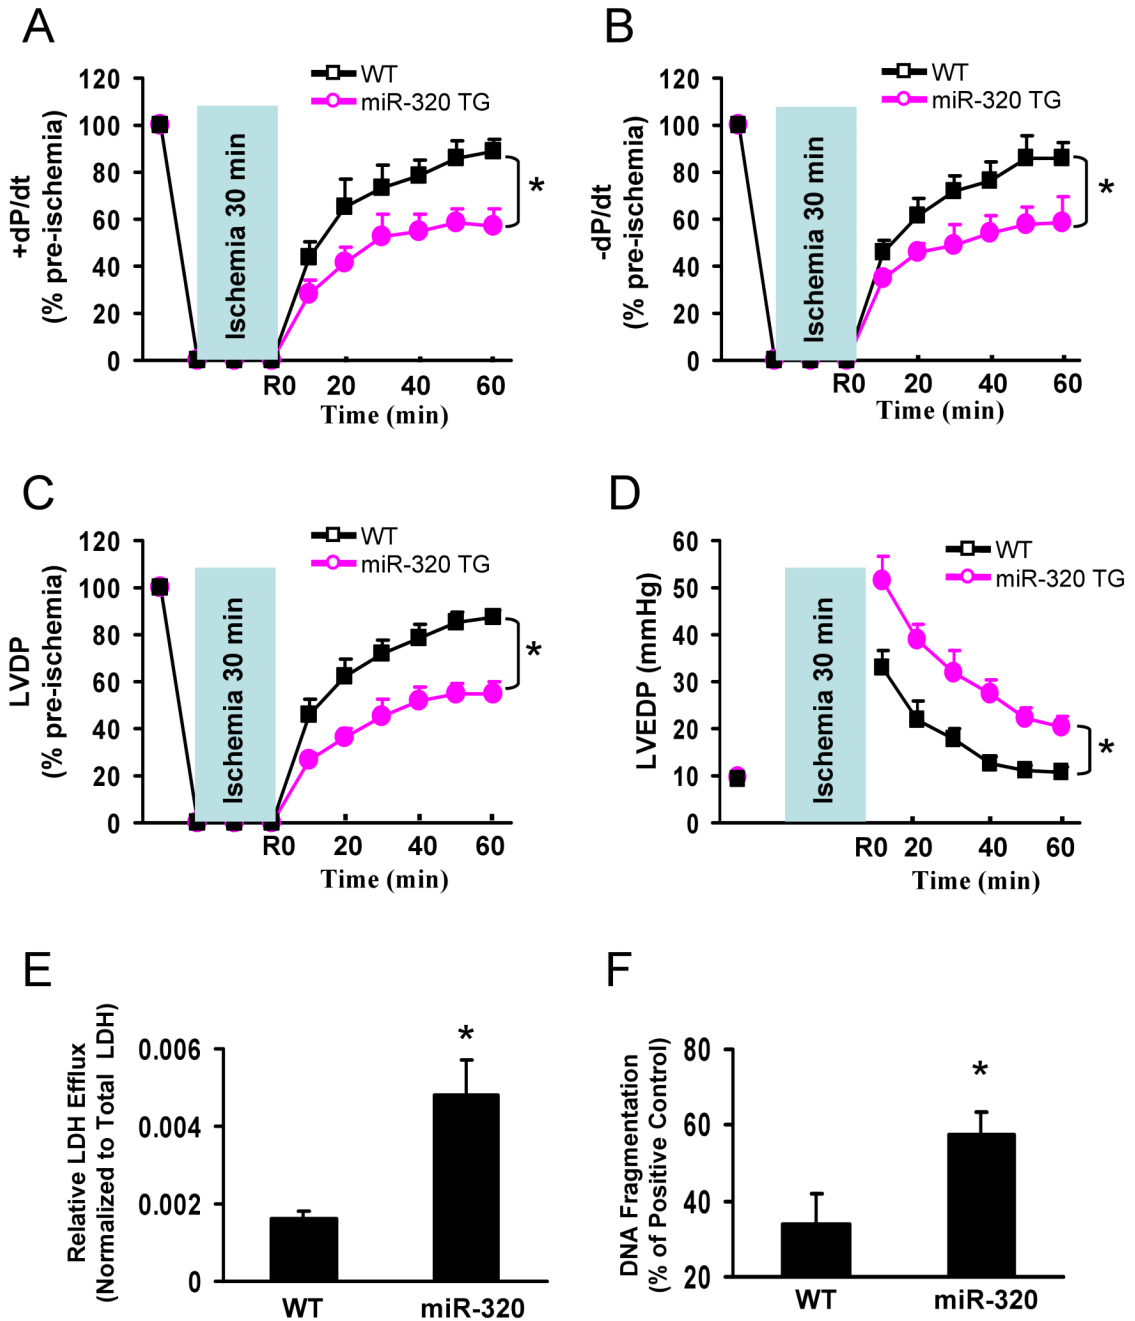 A
WT
miR-320 TG
120
100
80
60
40
20
0
+dP/dt
(% pre-ischemia)
Ischemia 30 min
*
R0 20 40 60
Time (min)
B
WT
miR-320 TG
120
100
80
60
40
20
0
-dP/dt
(% pre-ischemia)
Ischemia 30 min
*
R0 20 40 60
Time (min)
C
WT
miR-320 TG
120
100
80
60
40
20
0
LVDP
(% pre-ischemia)
Ischemia 30 min
*
R0 20 40 60
Time (min)
D
WT
miR-320 TG
60
50
40
30
20
10
0
LVEDP (mmHg)
Ischemia 30 min
*
R0 20 40 60
Time (min)
E
Relative LDH Efflux
(Normalized to Total LDH)
0.006
0.004
0.002
0
*
WT miR-320
F
DNA Fragmentation
(% of Positive Control)
80
60
40
20
*
WT miR-320